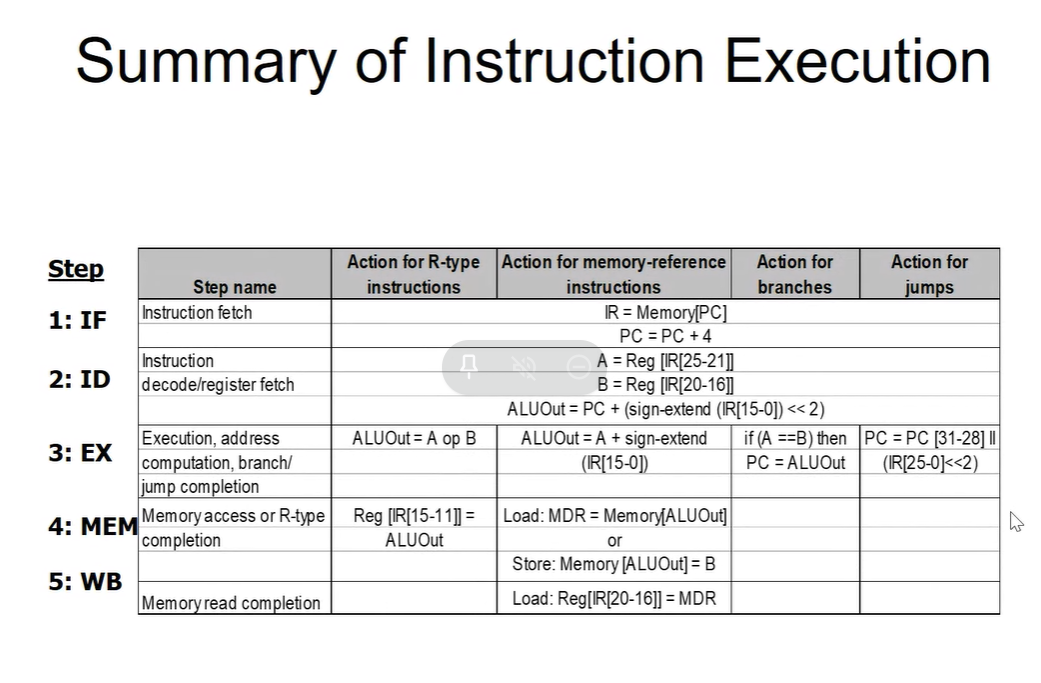 Summary of Instruction Execution
Step
Step name
Action for R-type
instructions
Action for memory-reference
instructions
Action for
branches
Action for
jumps
1: IF
Instruction fetch
IR = Memory[PC]
PC = PC + 4
2: ID
Instruction
decode/register fetch
A = Reg [IR[25-21]]
B = Reg [IR[20-16]]
ALUOut = PC + (sign-extend (IR[15-0]) << 2)
3: EX
Execution, address
computation, branch/
jump completion
ALUOut = A op B
ALUOut = A + sign-extend
(IR[15-0])
if (A ==B) then
PC = ALUOut
PC = PC [31-28] II
(IR[25-0]<<2)
4: MEM
Memory access or R-type
completion
Reg [IR[15-11]] =
ALUOut
Load: MDR = Memory[ALUOut]
or
Store: Memory [ALUOut] = B
5: WB
Memory read completion
Load: Reg[IR[20-16]] = MDR